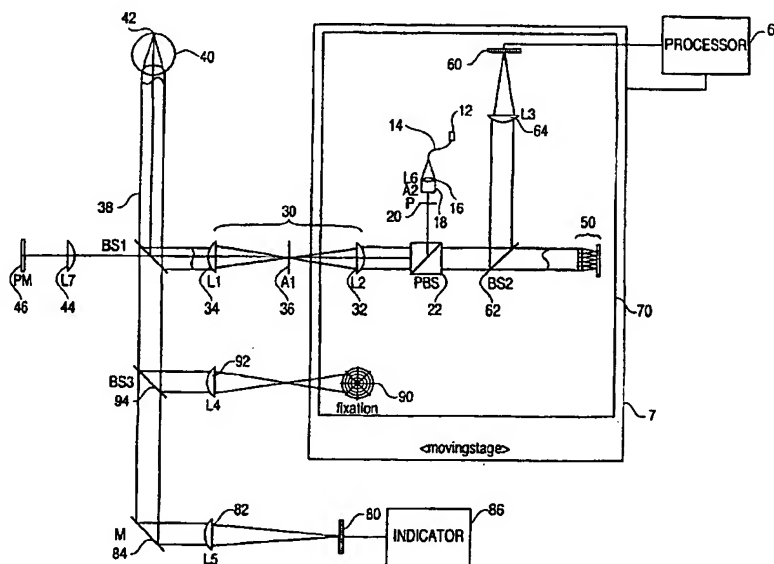 42
40
60
PROCESSOR
6
12
14
L3
64
L6
A2
P
16
18
20
38
30
50
PM
46
L7
44
BS1
L1
34
A1
36
L2
32
PBS
22
BS2
62
70
92
BS3
94
L4
90
fixation
7
<movingstage>
M
84
82
L5
80
INDICATOR
86